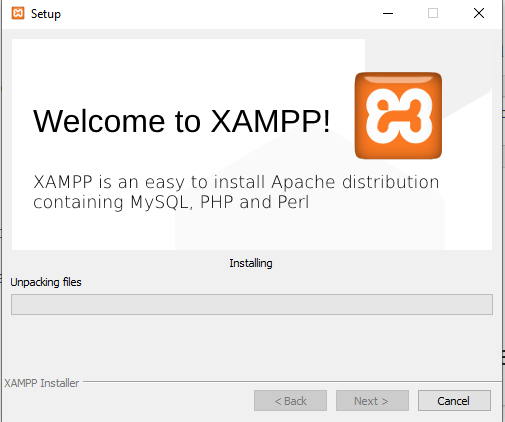 Setup
Welcome to XAMPP!
XAMPP is an easy to install Apache distribution
containing MySQL, PHP and Perl
Installing
Unpacking files
XAMPP Installer
< Back
Next >
Cancel